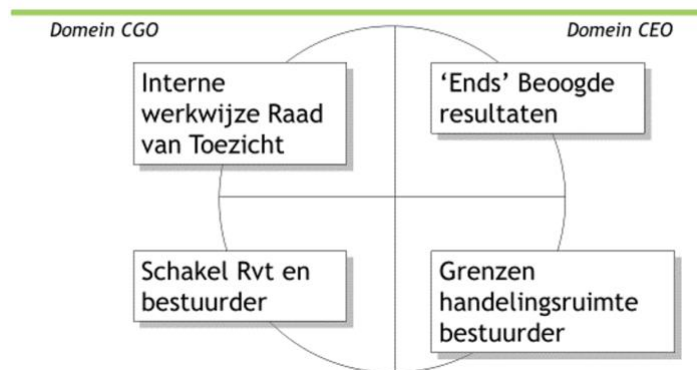 Domein CGO
Domein CEO
Interne
werkwijze Raad
van Toezicht
‘Ends’ Beoogde
resultaten
Schakel Rvt en
bestuurder
Grenzen
handelingsruimte
bestuurder